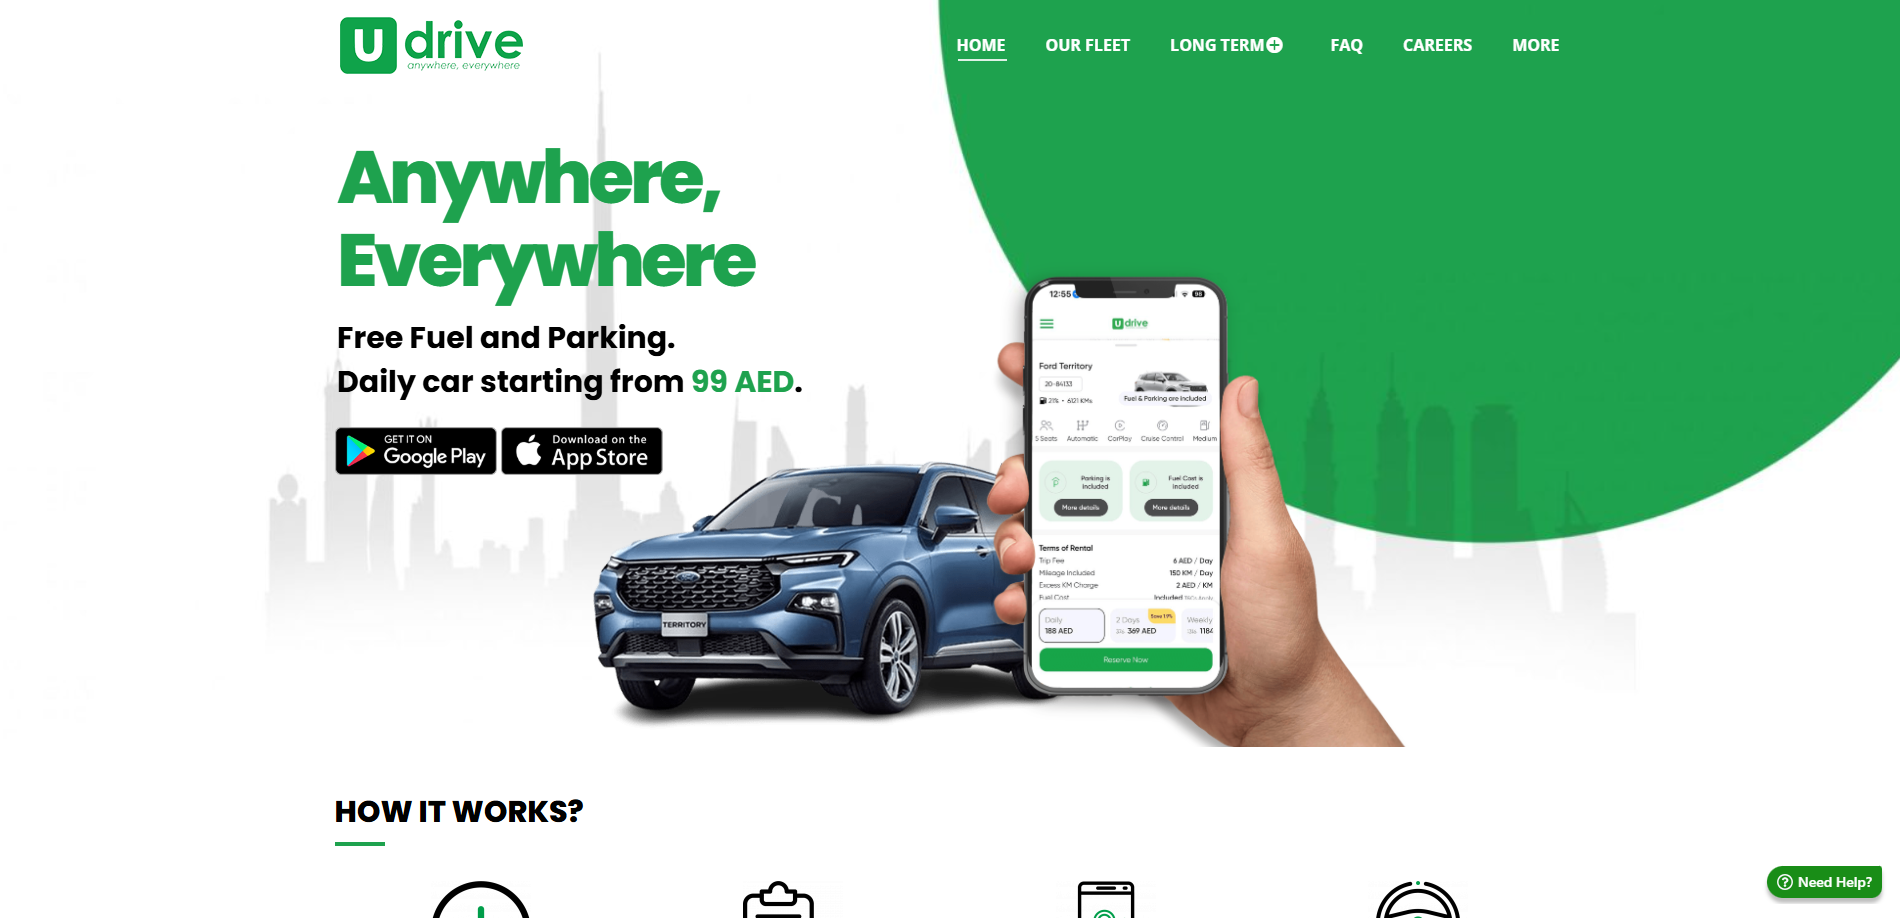 U drive
anywhere, everywhere
HOME OUR FLEET LONG TERM FAQ CAREERS MORE
Anywhere,
Everywhere
Free Fuel and Parking.
Daily car starting from 99 AED.
GET IT ON
Google Play
Download on the
App Store
TERRITORY
12:55
98
U drive
Ford Territory
20-84133
21% • 6121 KMs
Fuel & Parking are Included
5 Seats Automatic CarPlay Cruise Control Medium
Parking is
Included
More details
Fuel Cost is
Included
More details
Terms of Rental
Trip Fee 6 AED / Day
Mileage Included 150 KM / Day
Excess KM Charge 2 AED / KM
Fuel Cost Included
Daily
188 AED
2 Days
369 AED
Save 1
Weekly
1184
Reserve Now
HOW IT WORKS?
Need Help?